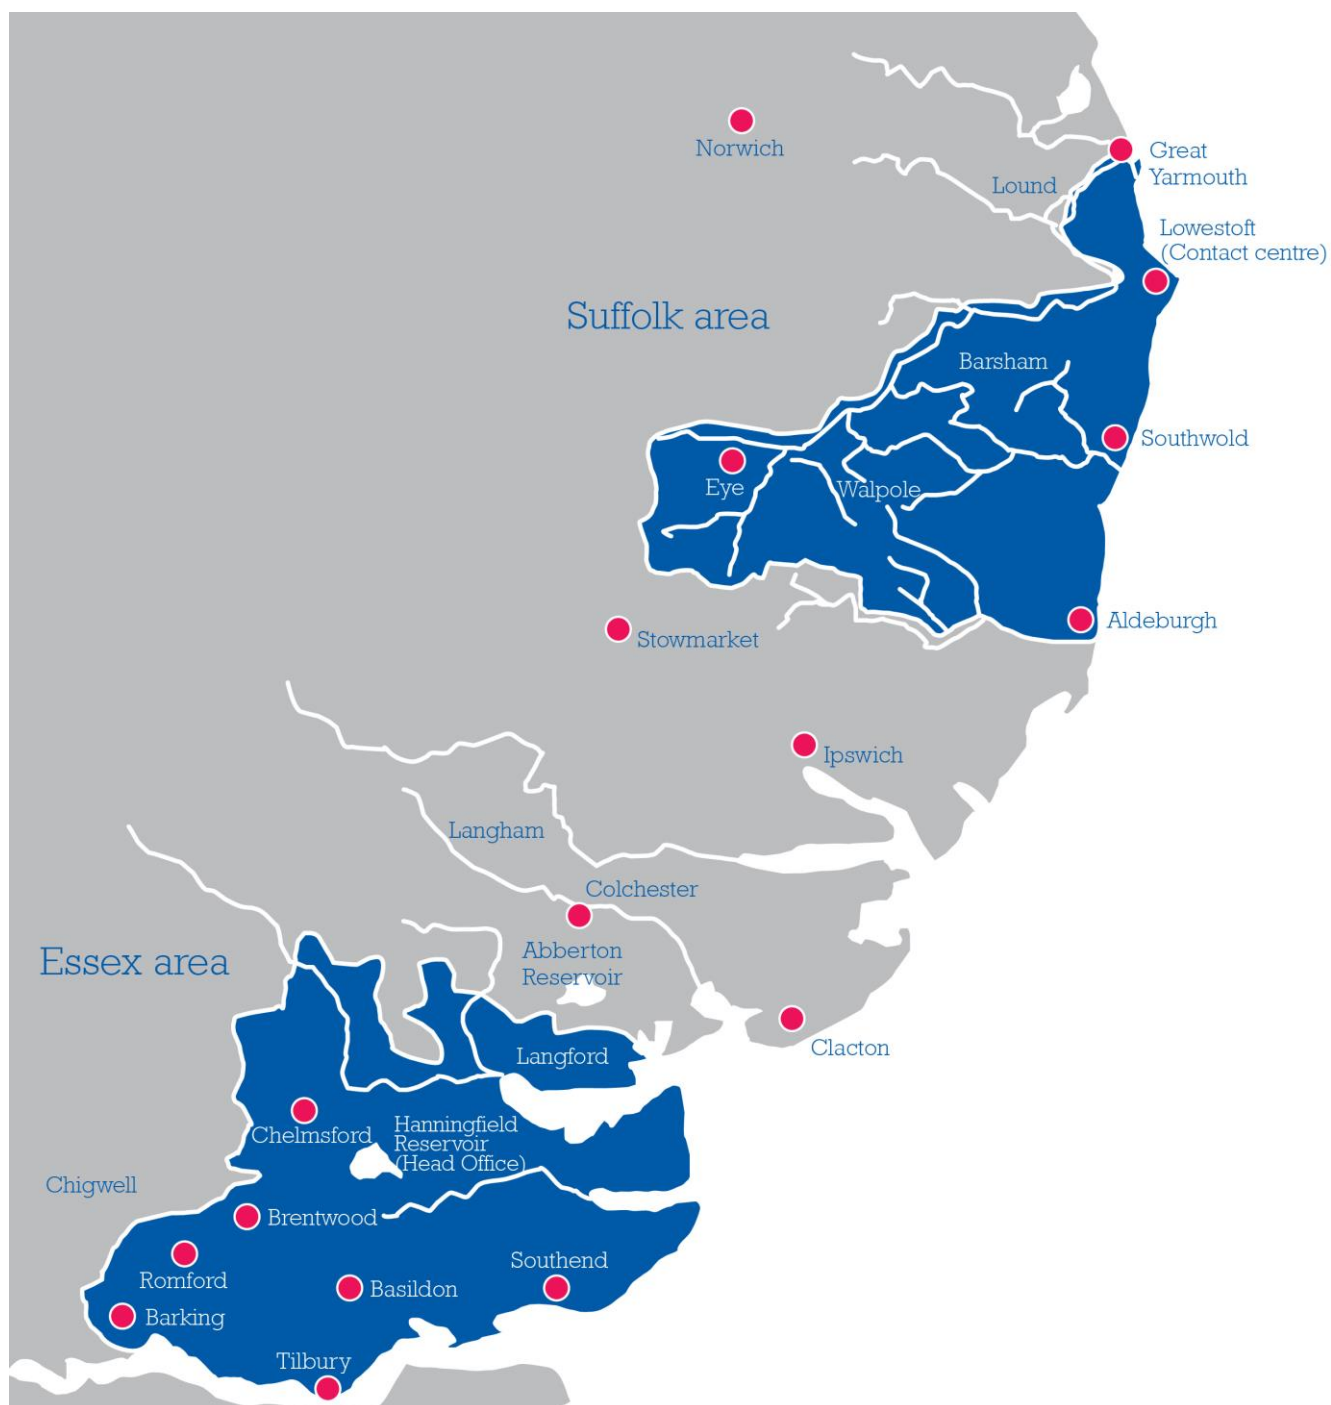 Norwich
Great
Yarmouth
Lound
Lowestoft
(Contact centre)
Suffolk area
Barsham
Southwold
Eye
Walpole
Aldeburgh
Stowmarket
Ipswich
Langham
Colchester
Essex area
Abberton
Reservoir
Clacton
Langford
Hanningfield
Reservoir
(Head Office)
Chelmsford
Chigwell
Brentwood
Romford
Southend
Basildon
Barking
Tilbury